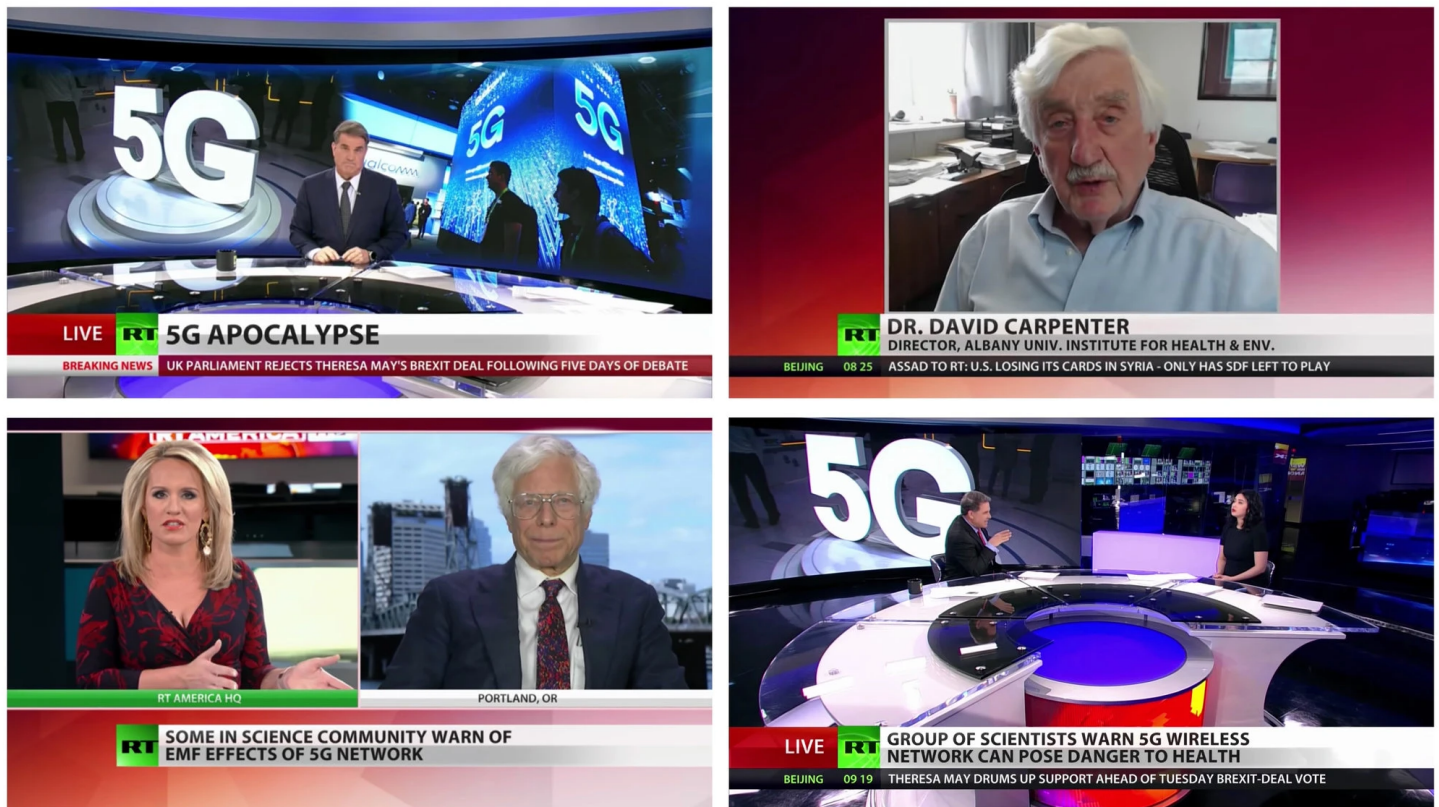 5G
5G
5G
Qualcomm
LIVE RT 5G APOCALYPSE
BREAKING NEWS UK PARLIAMENT REJECTS THERESA MAY'S BREXIT DEAL FOLLOWING FIVE DAYS OF DEBATE
RT DR. DAVID CARPENTER
DIRECTOR, ALBANY UNIV. INSTITUTE FOR HEALTH & ENV.
BEIJING 08 25 ASSAD TO RT: U.S. LOSING ITS CARDS IN SYRIA - ONLY HAS SDF LEFT TO PLAY
RT AMERICA
RT AMERICA HQ
PORTLAND, OR
RT SOME IN SCIENCE COMMUNITY WARN OF
EMF EFFECTS OF 5G NETWORK
5G
LIVE RT GROUP OF SCIENTISTS WARN 5G WIRELESS
NETWORK CAN POSE DANGER TO HEALTH
BEIJING 09 19 THERESA MAY DRUMS UP SUPPORT AHEAD OF TUESDAY BREXIT-DEAL VOTE